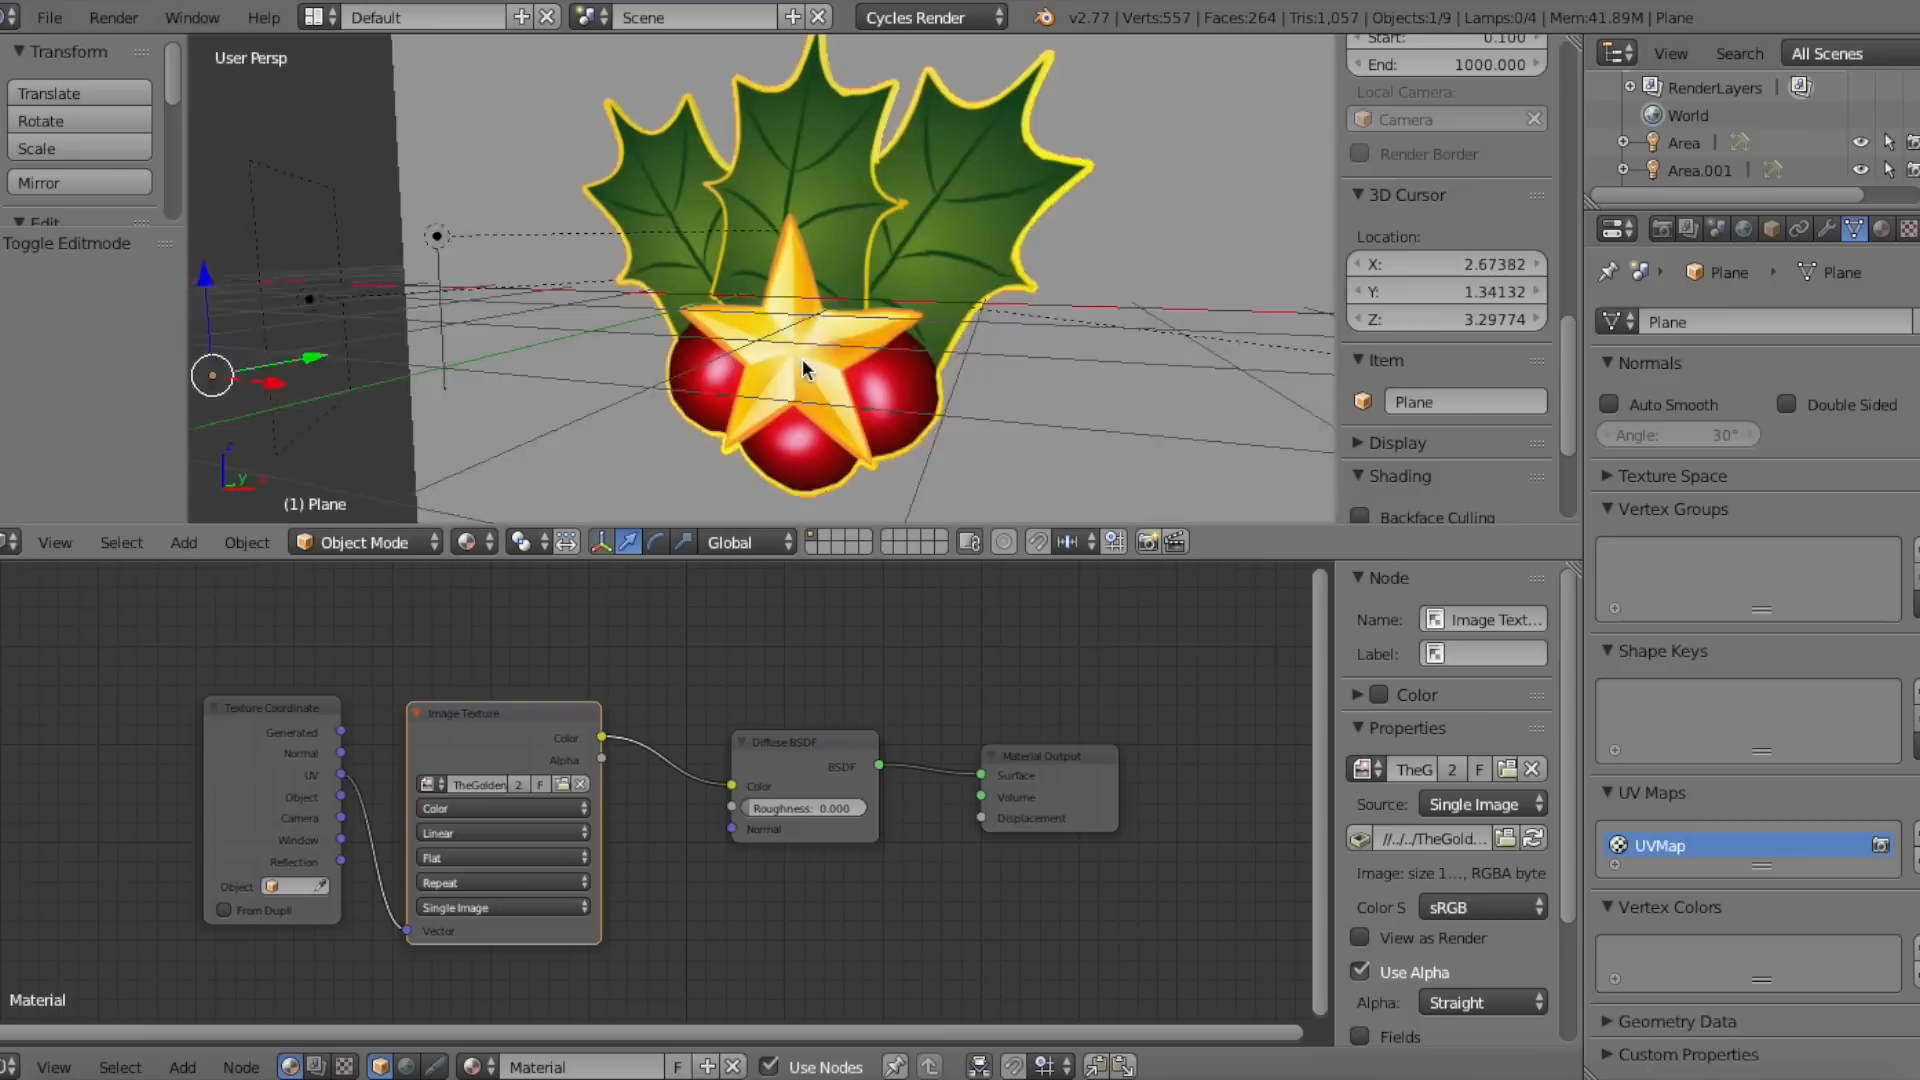 File Render Window Help Default Scene Cycles Render v2.77 | Verts:557 | Faces:264 | Tris:1,057 | Objects:1/9 | Lamps:0/4 | Mem:41.89M | Plane
Transform
Translate
Rotate
Scale
Mirror
Edit
Toggle Editmode
User Persp
(1) Plane
Start: 0.100
End: 1000.000
Local Camera:
Camera
Render Border
3D Cursor
Location:
X: 2.67382
Y: 1.34132
Z: 3.29774
Item
Plane
Display
Shading
Backface Culling
View Search All Scenes
RenderLayers
World
Area
Area.001
Plane Plane
Plane
Normals
Auto Smooth Double Sided
Angle: 30°
Texture Space
Vertex Groups
Shape Keys
UV Maps
UVMap
Vertex Colors
Geometry Data
Custom Properties
View Select Add Object Object Mode Global
Texture Coordinate
Generated
Normal
UV
Object
Camera
Window
Reflection
Object
From Dupli
Image Texture
Color
Alpha
TheGolden 2 F
Color
Linear
Flat
Repeat
Single Image
Vector
Diffuse BSDF
BSDF
Color
Roughness: 0.000
Normal
Material Output
Surface
Volume
Displacement
Material
Node
Name: Image Text...
Label:
Color
Properties
TheG 2 F
Source: Single Image
//../../TheGold...
Image: size 1..., RGBA byte
Color S sRGB
View as Render
Use Alpha
Alpha: Straight
Fields
View Select Add Node Material F Use Nodes